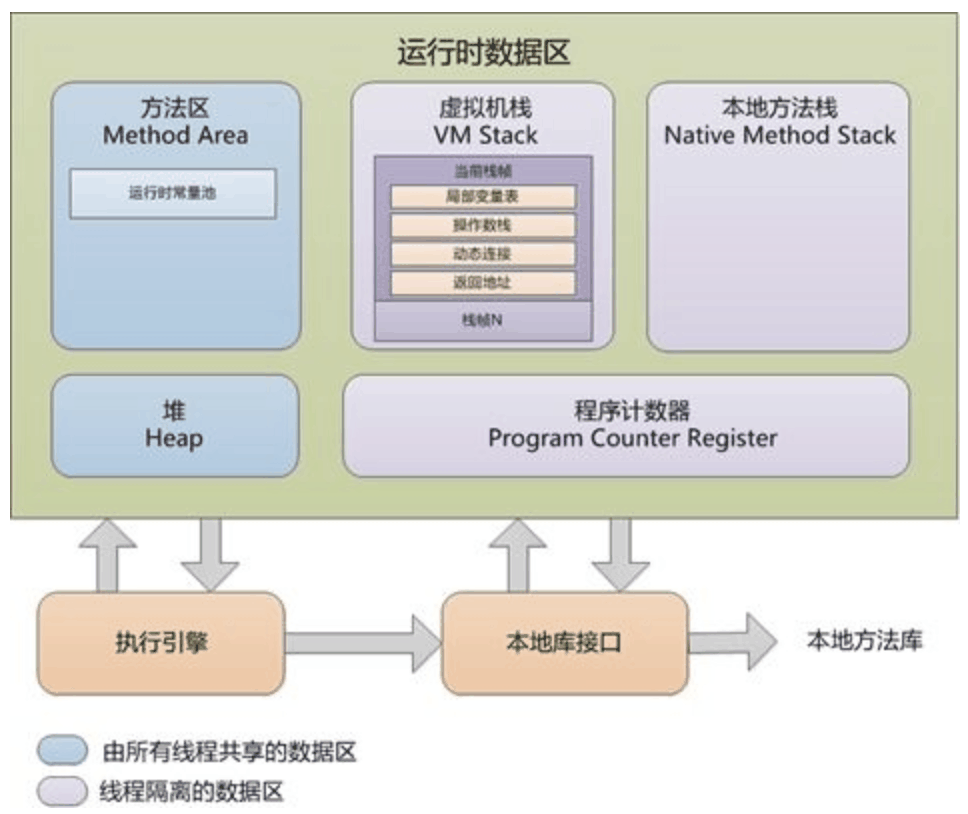 运行时数据区
方法区
Method Area
运行时常量池
虚拟机栈
VM Stack
当前栈帧
局部变量表
操作数栈
动态连接
返回地址
栈帧N
本地方法栈
Native Method Stack
堆
Heap
程序计数器
Program Counter Register
执行引擎
本地库接口
本地方法库
由所有线程共享的数据区
线程隔离的数据区